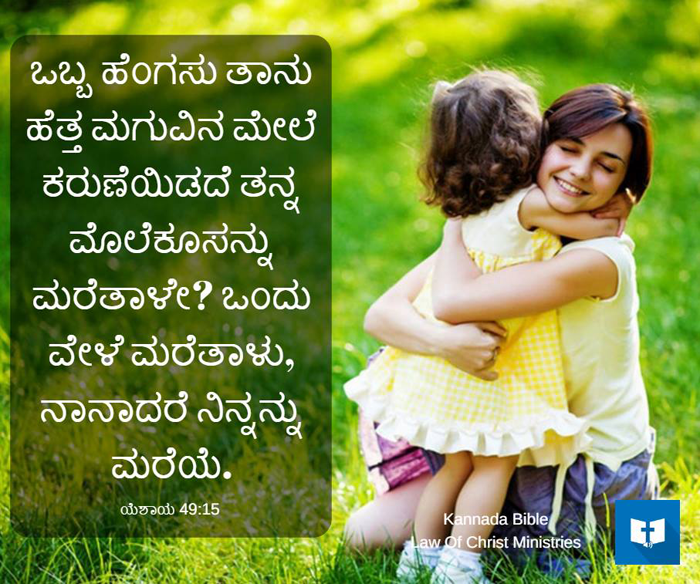 ಒಬ್ಬ ಹೆಂಗಸು ತಾನು
ಹೆತ್ತ ಮಗುವಿನ ಮೇಲೆ
ಕರುಣೆಯಿಡದೆ ತನ್ನ
ಮೊಲೆಕೂಸನ್ನು
ಮರೆತಾಳೇ? ಒಂದು
ವೇಳೆ ಮರೆತಾಳು,
ನಾನಾದರೆ ನಿನ್ನನ್ನು
ಮರೆಯೆ.
ಯೆಶಾಯ 49:15
Kannada Bible
Law Of Christ Ministries